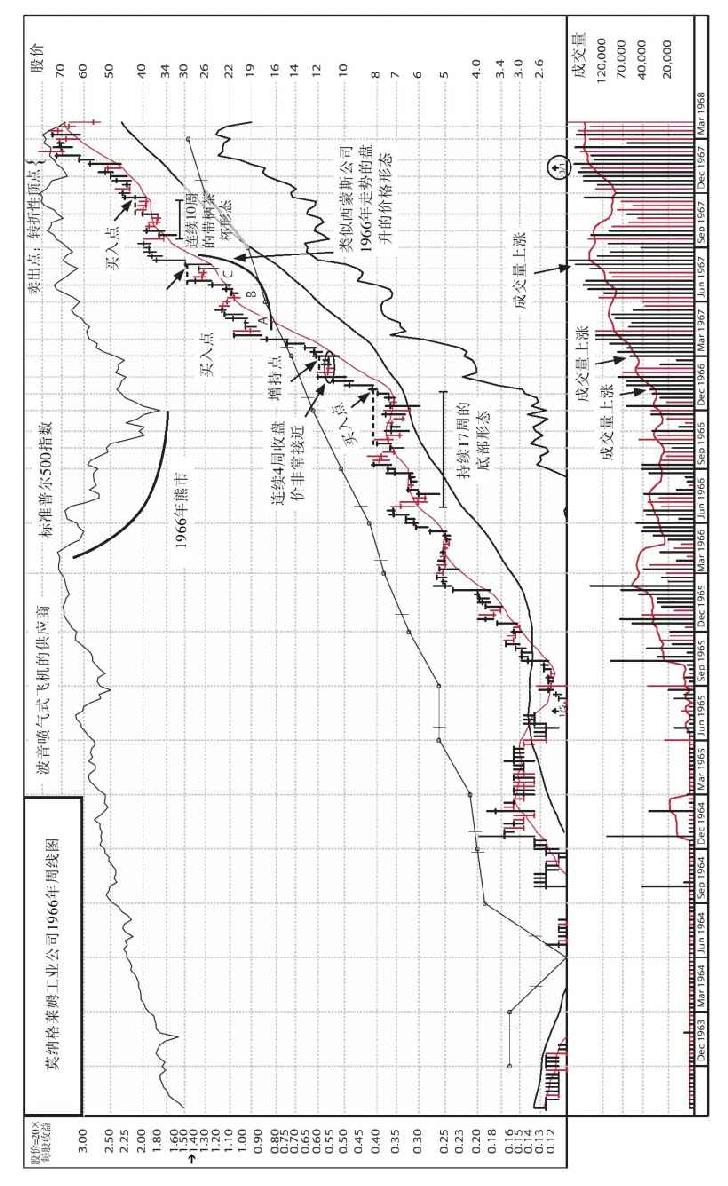 莫纳格莱姆工业公司1966年周线图
波音喷气式飞机的供应商
标准普尔500指数
1966年熊市
卖出点:转折性顶点
股价
70
60
50
40
34
30
26
22
19
16
14
12
10
8
7
6
5
4.0
3.4
3.0
2.6
股价=20×
每股收益
3.00
2.50
2.25
2.00
1.80
1.60
1.50
1.40
1.30
1.20
1.10
1.00
0.90
0.80
0.75
0.70
0.65
0.60
0.55
0.50
0.45
0.40
0.35
0.30
0.25
0.23
0.20
0.18
0.16
0.15
0.14
0.13
0.12
买入点
连续10周
的带柄茶
杯形态
买入点
A
B
C
增持点
连续4周收盘
价非常接近
买入点
类似西蒙斯公司
1966年走势的盘
升的价格形态
持续17周的
底部形态
成交量
120,000
70,000
40,000
20,000
成交量上涨
成交量上涨
成交量上涨
Dec 1963
Mar 1964
Jun 1964
Sep 1964
Dec 1964
Mar 1965
Jun 1965
Sep 1965
Dec 1965
Mar 1966
Jun 1966
Sep 1966
Dec 1966
Mar 1967
Jun 1967
Sep 1967
Dec 1967
Mar 1968